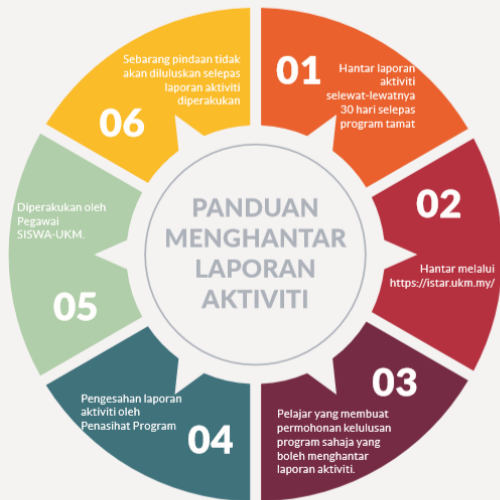 PANDUAN
MENGHANTAR
LAPORAN
AKTIVITI
01
Hantar laporan
aktiviti
selewat-lewatnya
30 hari selepas
program tamat
02
Hantar melalui
https://istar.ukm.my/
03
Pelajar yang membuat
permohonan kelulusan
program sahaja yang
boleh menghantar
laporan aktiviti.
04
Pengesahan laporan
aktiviti oleh
Penasihat Program
05
Diperakukan oleh
Pegawai
SISWA-UKM.
06
Sebarang pindaan tidak
akan diluluskan selepas
laporan aktiviti
diperakukan